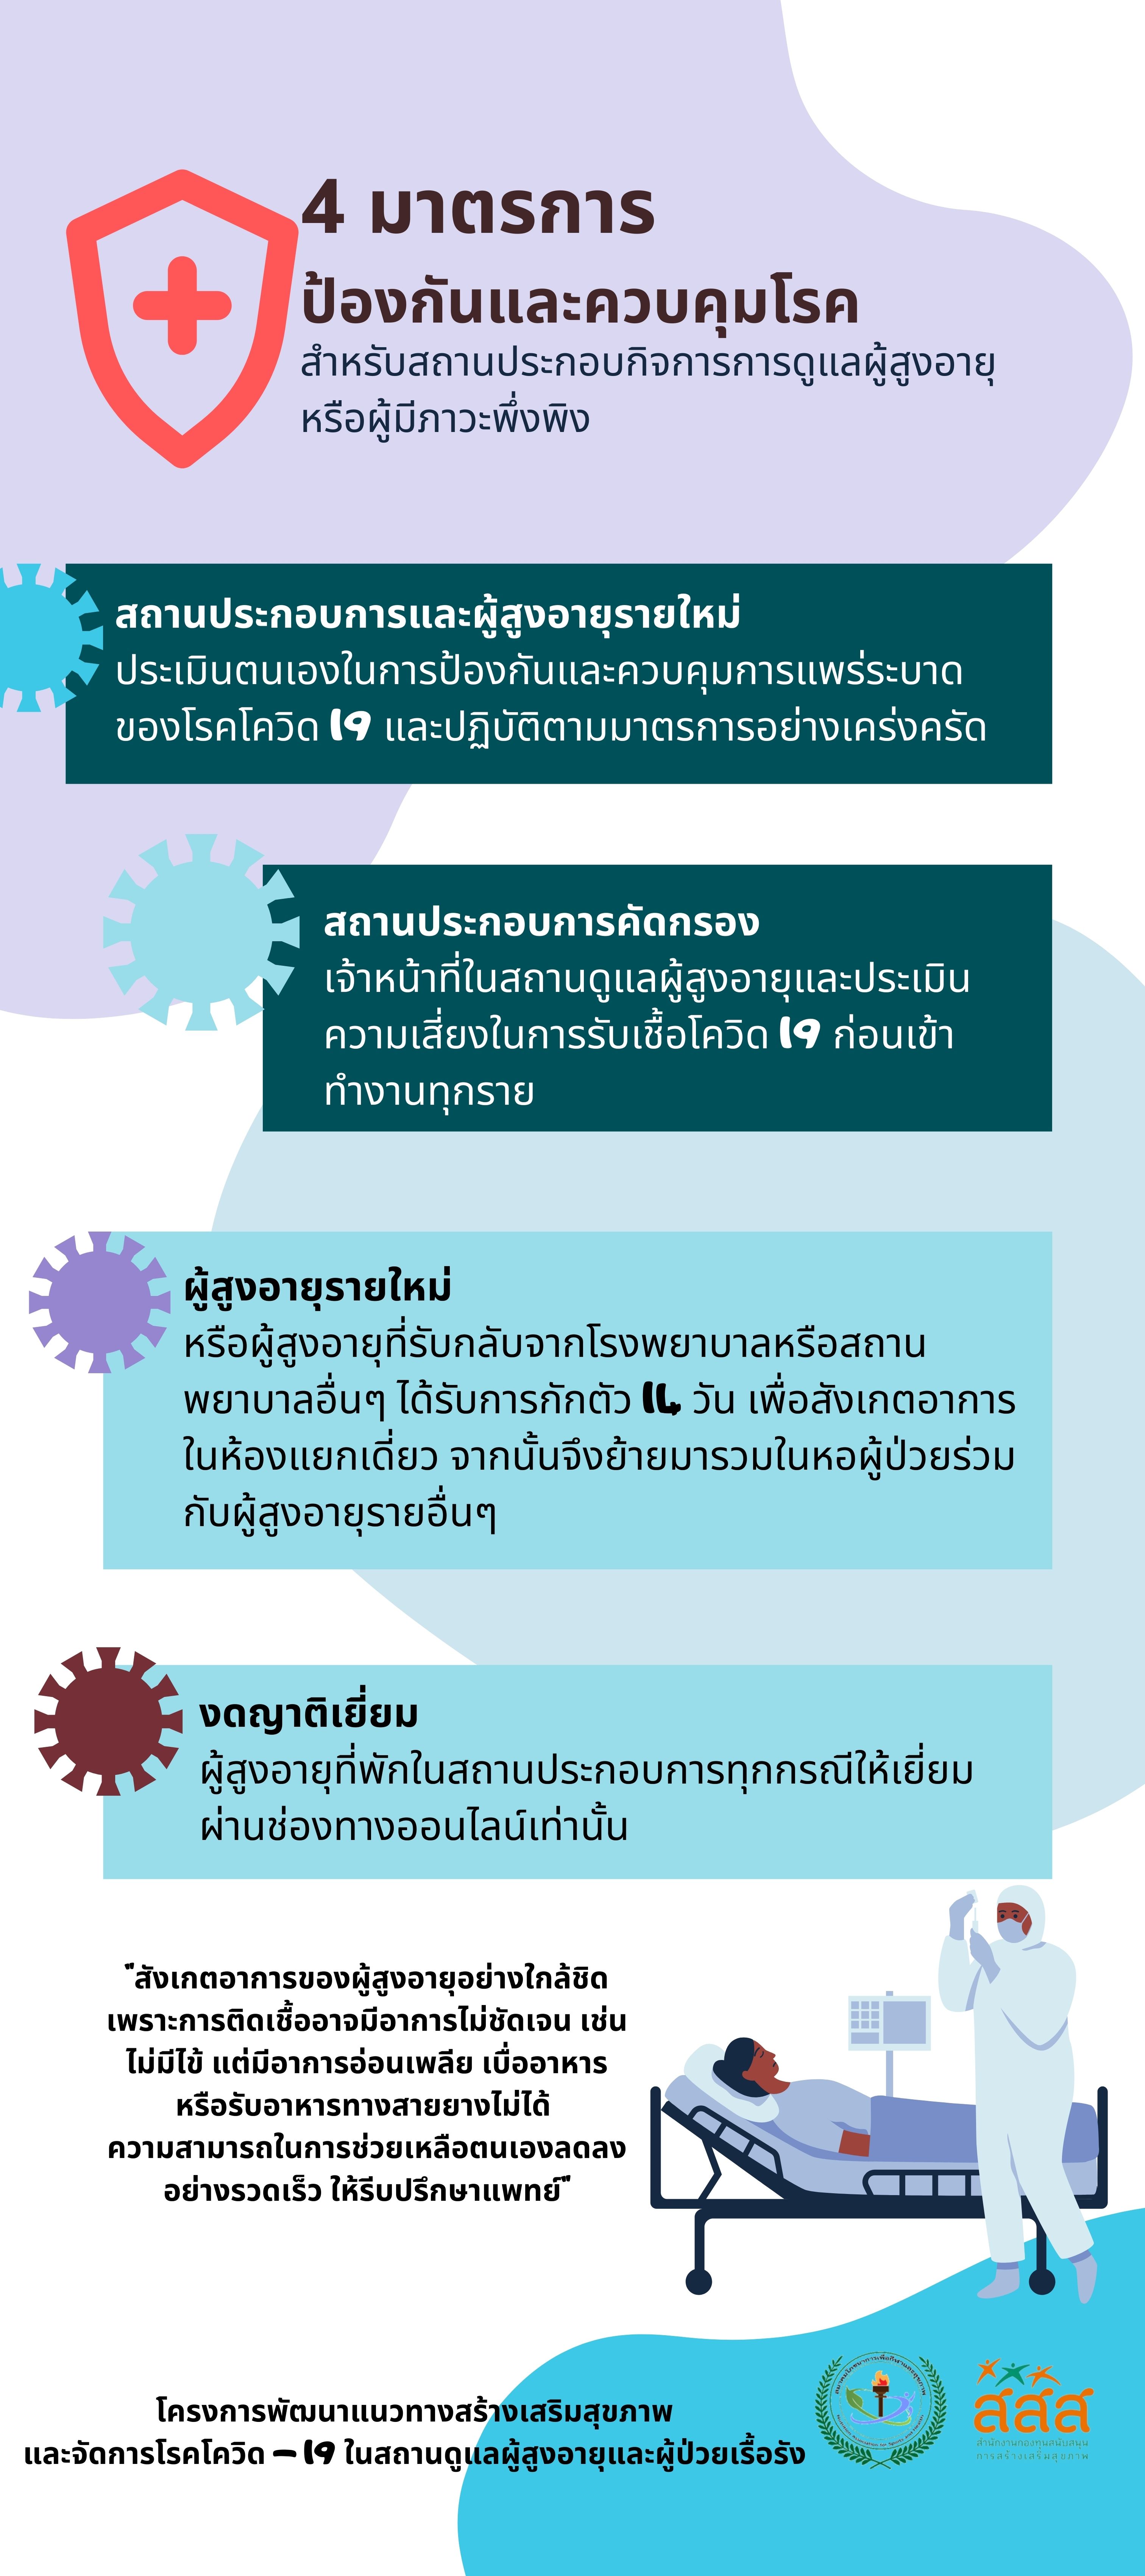 4 มาตรการ
ป้องกันและควบคุมโรค
สำหรับสถานประกอบกิจการการดูแลผู้สูงอายุ
หรือผู้มีภาวะพึ่งพิง
สถานประกอบการและผู้สูงอายุรายใหม่
ประเมินตนเองในการป้องกันและควบคุมการแพร่ระบาด
ของโรคโควิด 19 และปฏิบัติตามมาตรการอย่างเคร่งครัด
สถานประกอบการคัดกรอง
เจ้าหน้าที่ในสถานดูแลผู้สูงอายุและประเมิน
ความเสี่ยงในการรับเชื้อโควิด 19 ก่อนเข้า
ทำงานทุกราย
ผู้สูงอายุรายใหม่
หรือผู้สูงอายุที่รับกลับจากโรงพยาบาลหรือสถาน
พยาบาลอื่นๆ ได้รับการกักตัว 14 วัน เพื่อสังเกตอาการ
ในห้องแยกเดี่ยว จากนั้นจึงย้ายมารวมในหอผู้ป่วยร่วม
กับผู้สูงอายุรายอื่นๆ
งดญาติเยี่ยม
ผู้สูงอายุที่พักในสถานประกอบการทุกกรณีให้เยี่ยม
ผ่านช่องทางออนไลน์เท่านั้น
"สังเกตอาการของผู้สูงอายุอย่างใกล้ชิด
เพราะการติดเชื้ออาจมีอาการไม่ชัดเจน เช่น
ไม่มีไข้ แต่มีอาการอ่อนเพลีย เบื่ออาหาร
หรือรับอาหารทางสายยางไม่ได้
ความสามารถในการช่วยเหลือตนเองลดลง
อย่างรวดเร็ว ให้รีบปรึกษาแพทย์"
โครงการพัฒนาแนวทางสร้างเสริมสุขภาพ
และจัดการโรคโควิด - 19 ในสถานดูแลผู้สูงอายุและผู้ป่วยเรื้อรัง
สสส
สำนักงานกองทุนสนับสนุน
การสร้างเสริมสุขภาพ